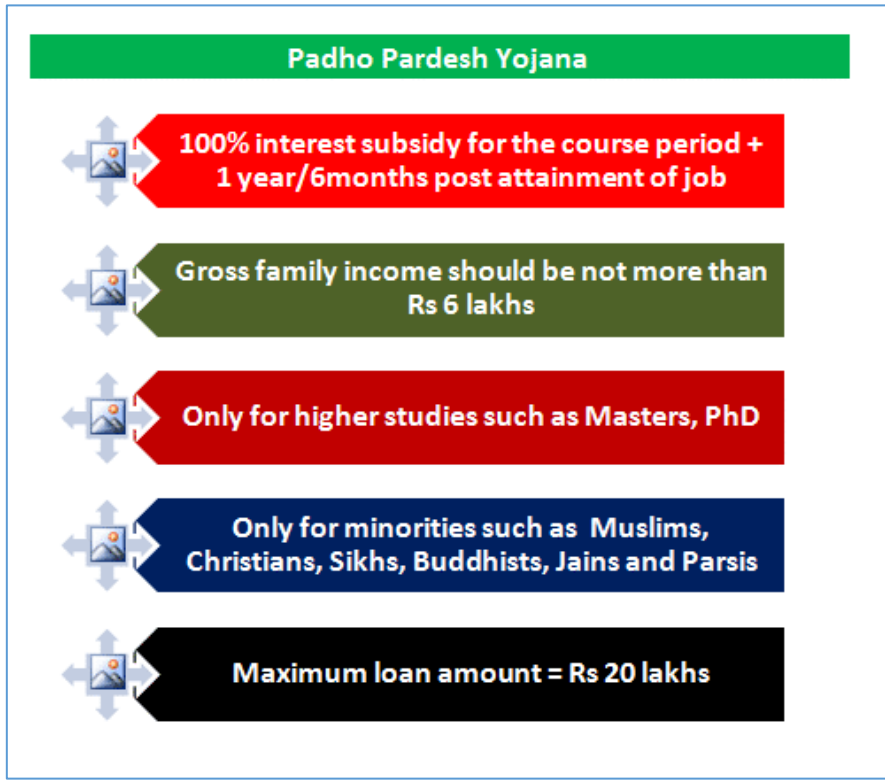 Padho Pardesh Yojana
100% interest subsidy for the course period +
1 year/6months post attainment of job
Gross family income should be not more than
Rs 6 lakhs
Only for higher studies such as Masters, PhD
Only for minorities such as Muslims,
Christians, Sikhs, Buddhists, Jains and Parsis
Maximum loan amount = Rs 20 lakhs